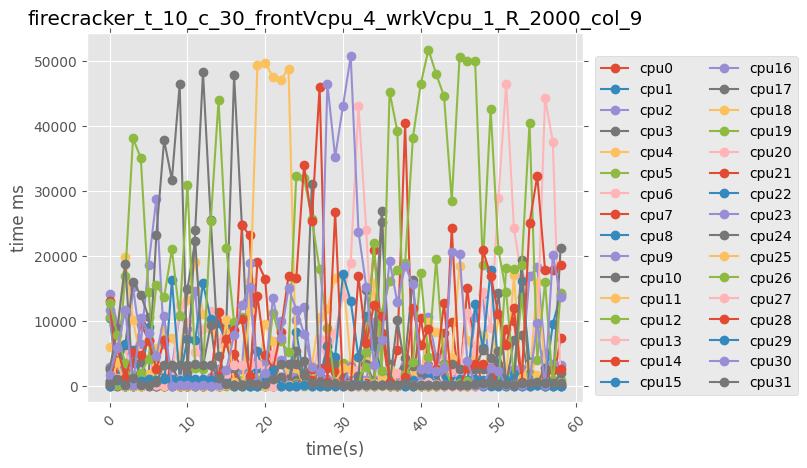 firecracker_t_10_c_30_frontVcpu_4_wrkVcpu_1_R_2000_col_9
time ms
50000
40000
30000
20000
10000
0
0
10
20
30
40
50
60
time(s)
cpu0
cpu1
cpu2
cpu3
cpu4
cpu5
cpu6
cpu7
cpu8
cpu9
cpu10
cpu11
cpu12
cpu13
cpu14
cpu15
cpu16
cpu17
cpu18
cpu19
cpu20
cpu21
cpu22
cpu23
cpu24
cpu25
cpu26
cpu27
cpu28
cpu29
cpu30
cpu31